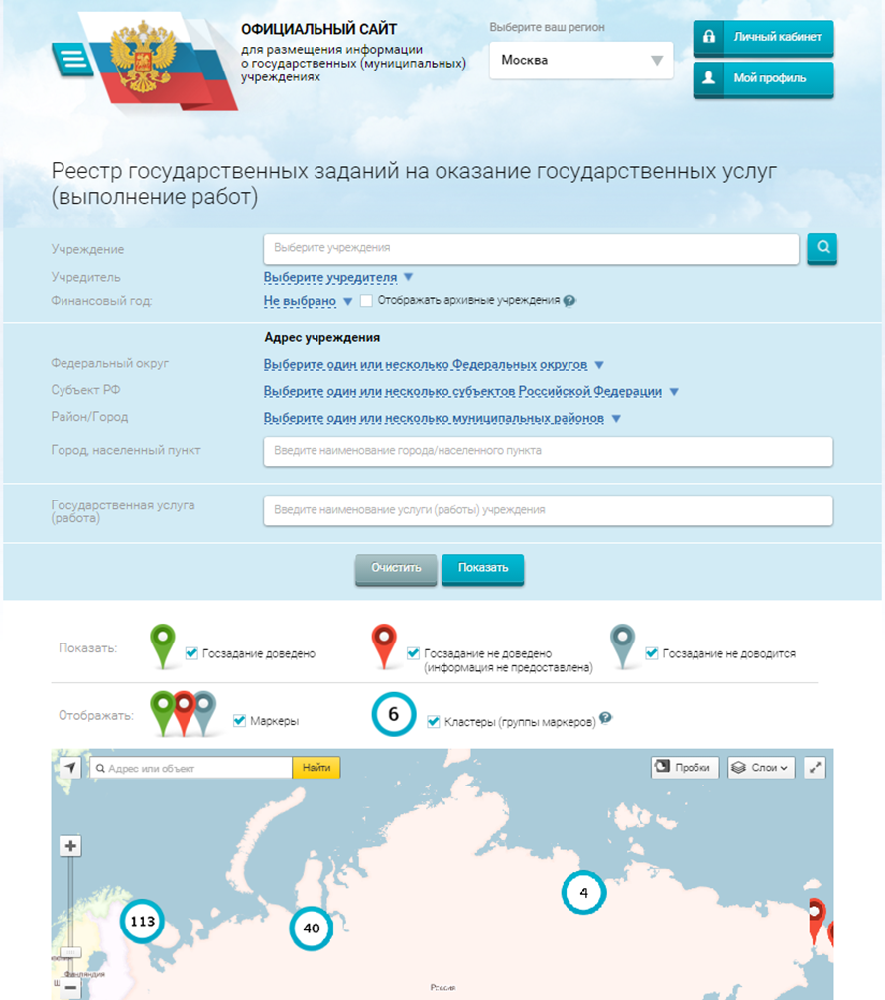 ОФИЦИАЛЬНЫЙ САЙТ
для размещения информации
о государственных (муниципальных)
учреждениях
Выберите ваш регион
Москва
Личный кабинет
Мой профиль
Реестр государственных заданий на оказание государственных услуг
(выполнение работ)
Учреждение
Выберите учреждения
Учредитель
Выберите учредителя
Финансовый год:
Не выбрано
Отображать архивные учреждения ?
Адрес учреждения
Федеральный округ
Выберите один или несколько Федеральных округов
Субъект РФ
Выберите один или несколько субъектов Российской Федерации
Район/Город
Выберите один или несколько муниципальных районов
Город, населенный пункт
Введите наименование города/населенного пункта
Государственная услуга
(работа)
Введите наименование услуги (работы) учреждения
Очистить
Показать
Показать:
Госзадание доведено
Госзадание не доведено
(информация не предоставлена)
Госзадание не доводится
Отображать:
Маркеры
6
Кластеры (группы маркеров) ?
Адрес или объект
Найти
Пробки
Слои
4
113
40
Финляндия
Россия